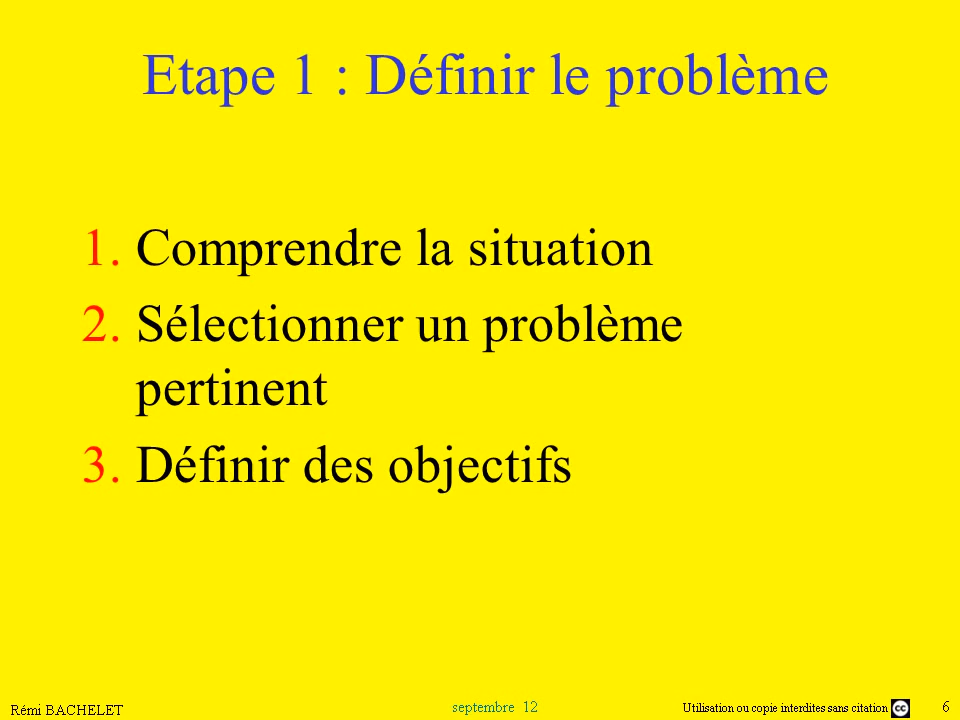 Etape 1 : Définir le problème
1. Comprendre la situation
2. Sélectionner un problème
pertinent
3. Définir des objectifs
Rémi BACHELET
septembre 12
Utilisation ou copie interdites sans citation cc 6